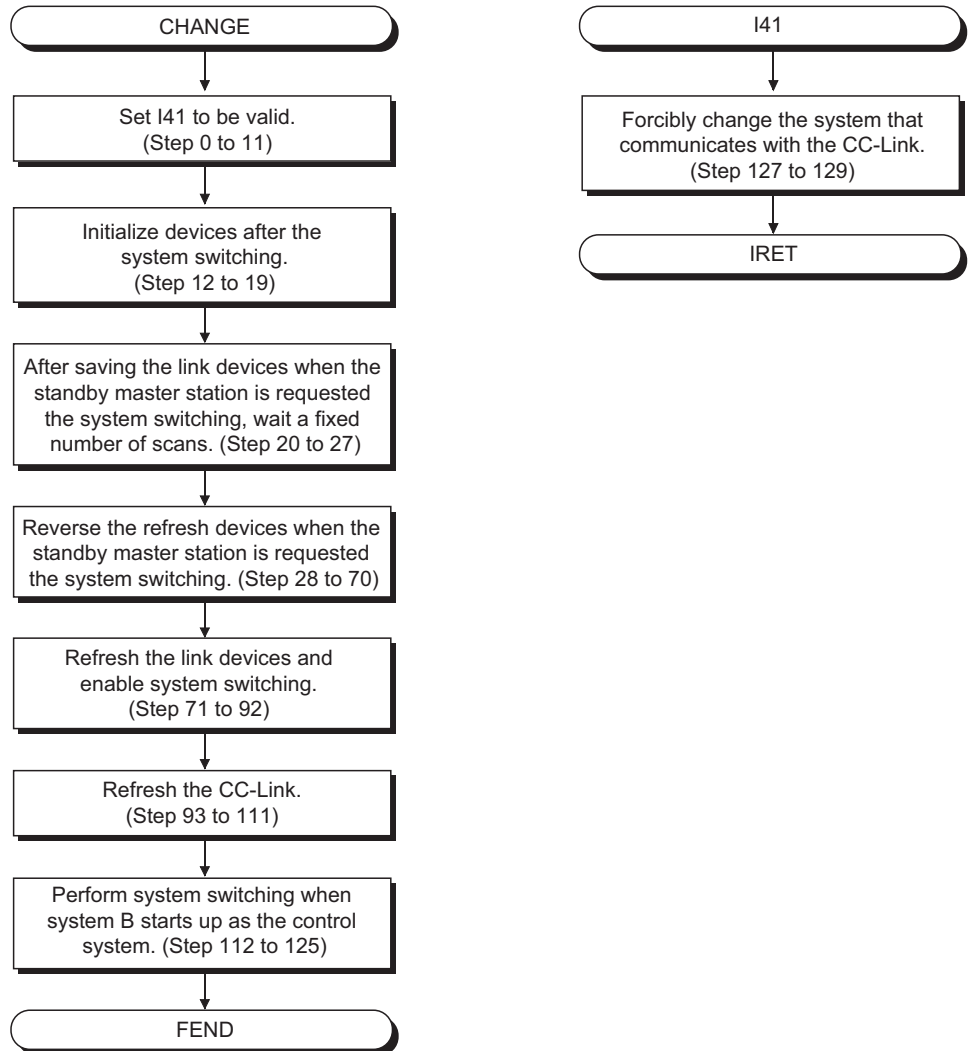 CHANGE
Set I41 to be valid.
(Step 0 to 11)
Initialize devices after the
system switching.
(Step 12 to 19)
After saving the link devices when the
standby master station is requested
the system switching, wait a fixed
number of scans. (Step 20 to 27)
Reverse the refresh devices when the
standby master station is requested
the system switching. (Step 28 to 70)
Refresh the link devices and
enable system switching.
(Step 71 to 92)
Refresh the CC-Link.
(Step 93 to 111)
Perform system switching when
system B starts up as the control
system. (Step 112 to 125)
FEND
I41
Forcibly change the system that
communicates with the CC-Link.
(Step 127 to 129)
IRET